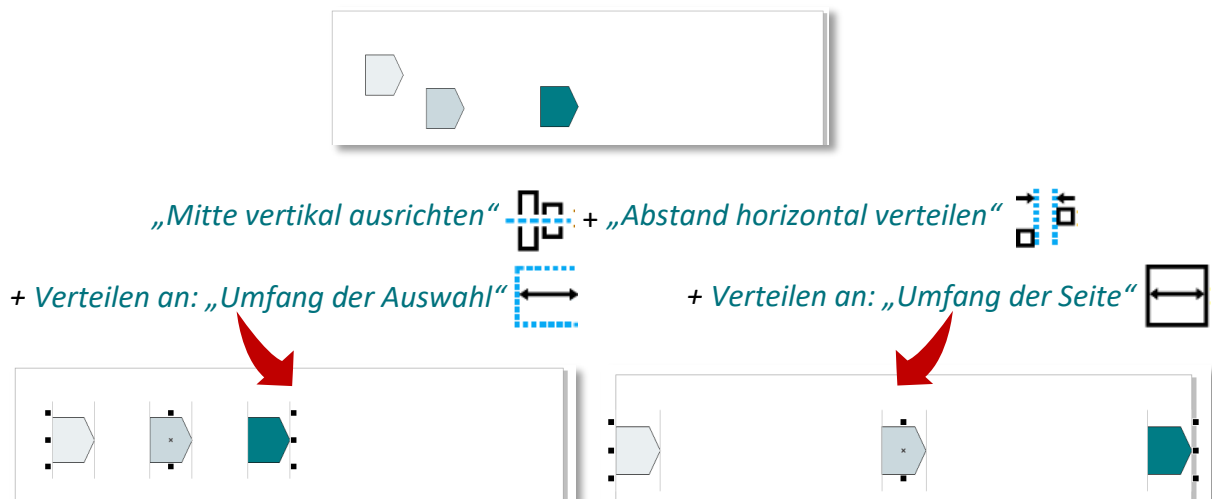 „Mitte vertikal ausrichten“ + „Abstand horizontal verteilen“
+ Verteilen an: „Umfang der Auswahl“ + Verteilen an: „Umfang der Seite“